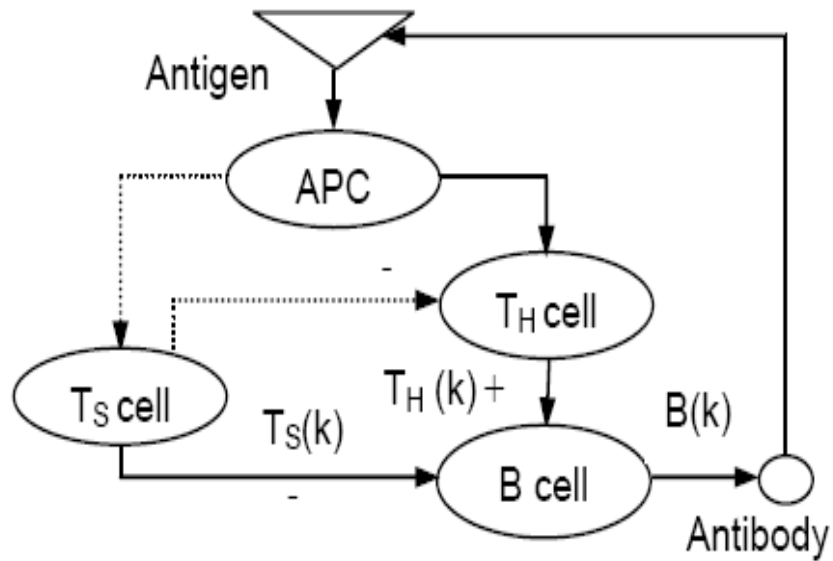 Antigen
APC
-
T_H cell
T_S cell
T_H (k) +
T_S(k)
B(k)
-
B cell
Antibody